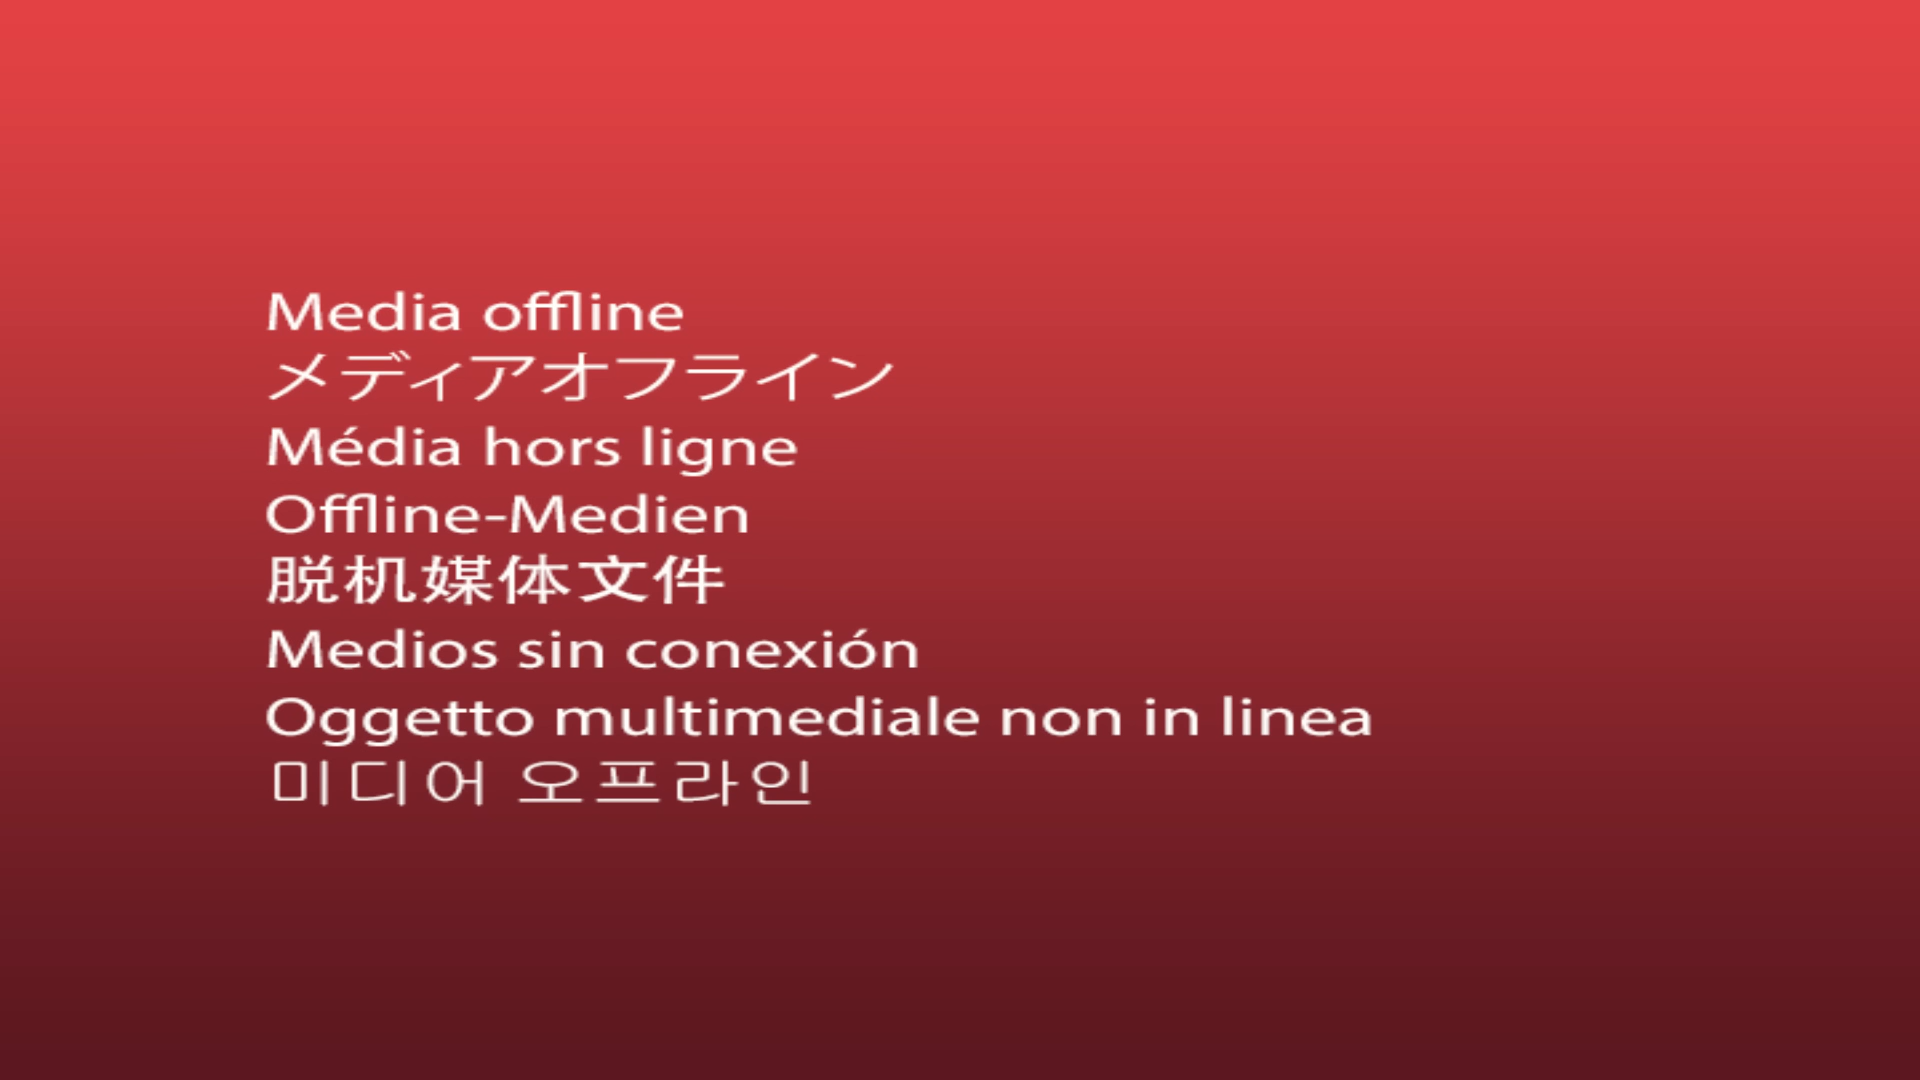 Media offline
メディアオフライン
Média hors ligne
Offline-Medien
脱机媒体文件
Medios sin conexión
Oggetto multimediale non in linea
미디어 오프라인